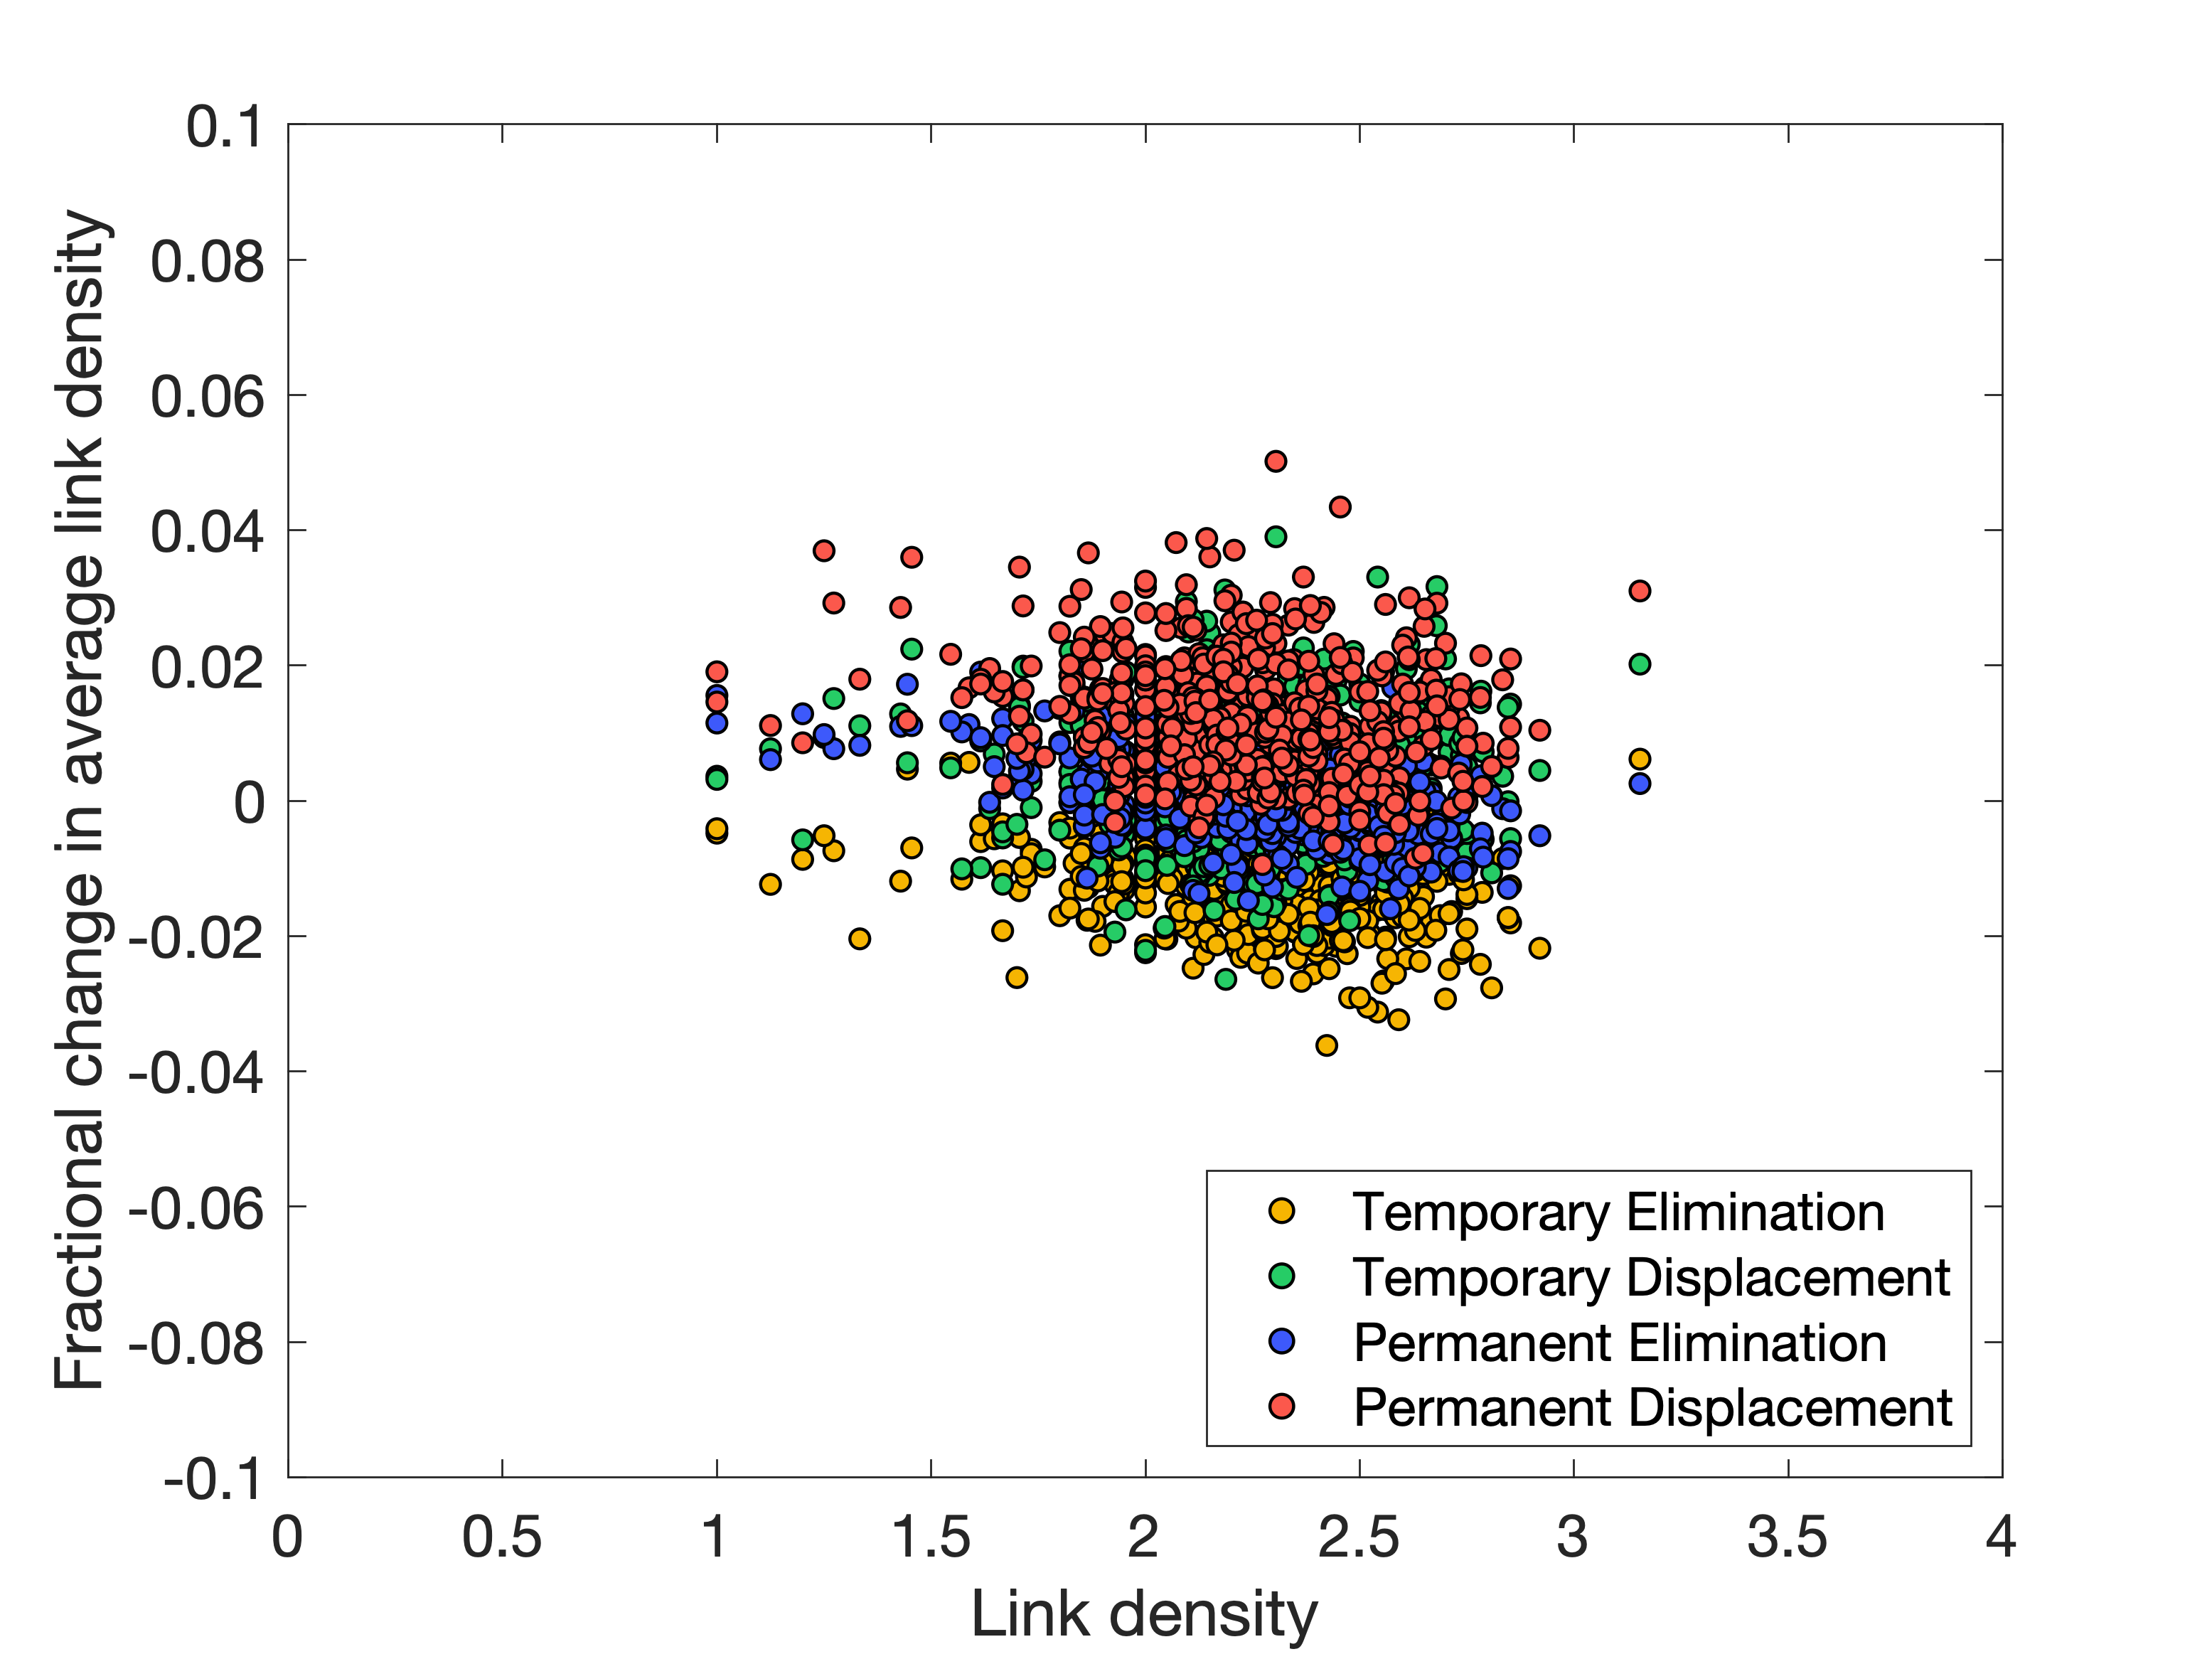 Fractional change in average link density
0.1
0.08
0.06
0.04
0.02
0
-0.02
-0.04
-0.06
-0.08
-0.1
Temporary Elimination
Temporary Displacement
Permanent Elimination
Permanent Displacement
0 0.5 1 1.5 2 2.5 3 3.5 4
Link density